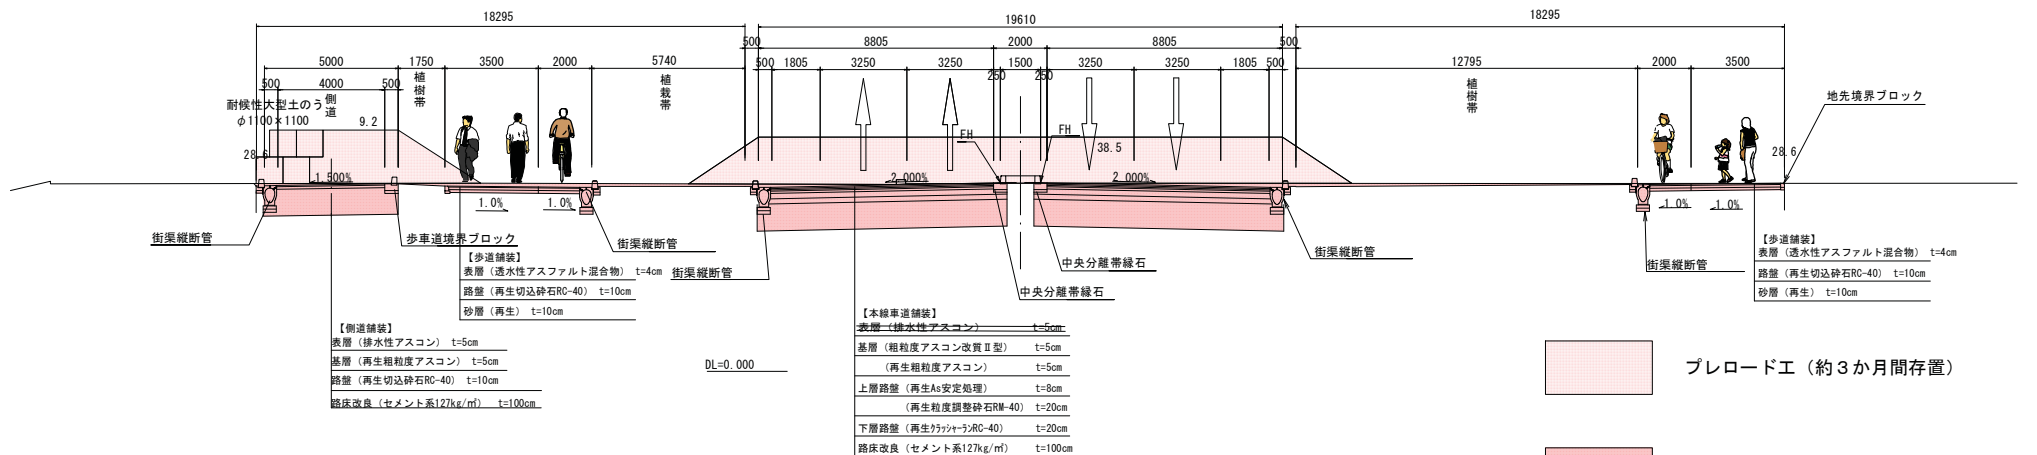 18295
19610
18295
500
8805
2000
8805
500
5000
1750
3500
2000
5740
500
1805
3250
3250
250
1500
250
3250
3250
1805
500
12795
2000
3500
500
4000
500
側道
植樹帯
植栽帯
植樹帯
耐候性大型土のう
φ1100×1100
9.2
28.6
FH
FH
38.5
28.6
地先境界ブロック
1.500%
2.000%
2.000%
1.0%
1.0%
1.0%
1.0%
街渠縦断管
歩車道境界ブロック
街渠縦断管
街渠縦断管
中央分離帯縁石
中央分離帯縁石
街渠縦断管
街渠縦断管
【歩道舗装】
表層（透水性アスファルト混合物） t=4cm
路盤（再生切込砕石RC-40） t=10cm
砂層（再生） t=10cm
【歩道舗装】
表層（透水性アスファルト混合物） t=4cm
路盤（再生切込砕石RC-40） t=10cm
砂層（再生） t=10cm
【側道舗装】
表層（排水性アスコン） t=5cm
基層（再生粗粒度アスコン） t=5cm
路盤（再生切込砕石RC-40） t=10cm
路床改良（セメント系127kg/㎡） t=100cm
【本線車道舗装】
表層（排水性アスコン） t=5cm
基層（粗粒度アスコン改質Ⅱ型） t=5cm
（再生粗粒度アスコン） t=5cm
上層路盤（再生As安定処理） t=8cm
（再生粒度調整砕石RM-40） t=20cm
下層路盤（再生クラッシャーランRC-40） t=20cm
路床改良（セメント系127kg/㎡） t=100cm
DL=0.000
プレロード工（約３か月間存置）